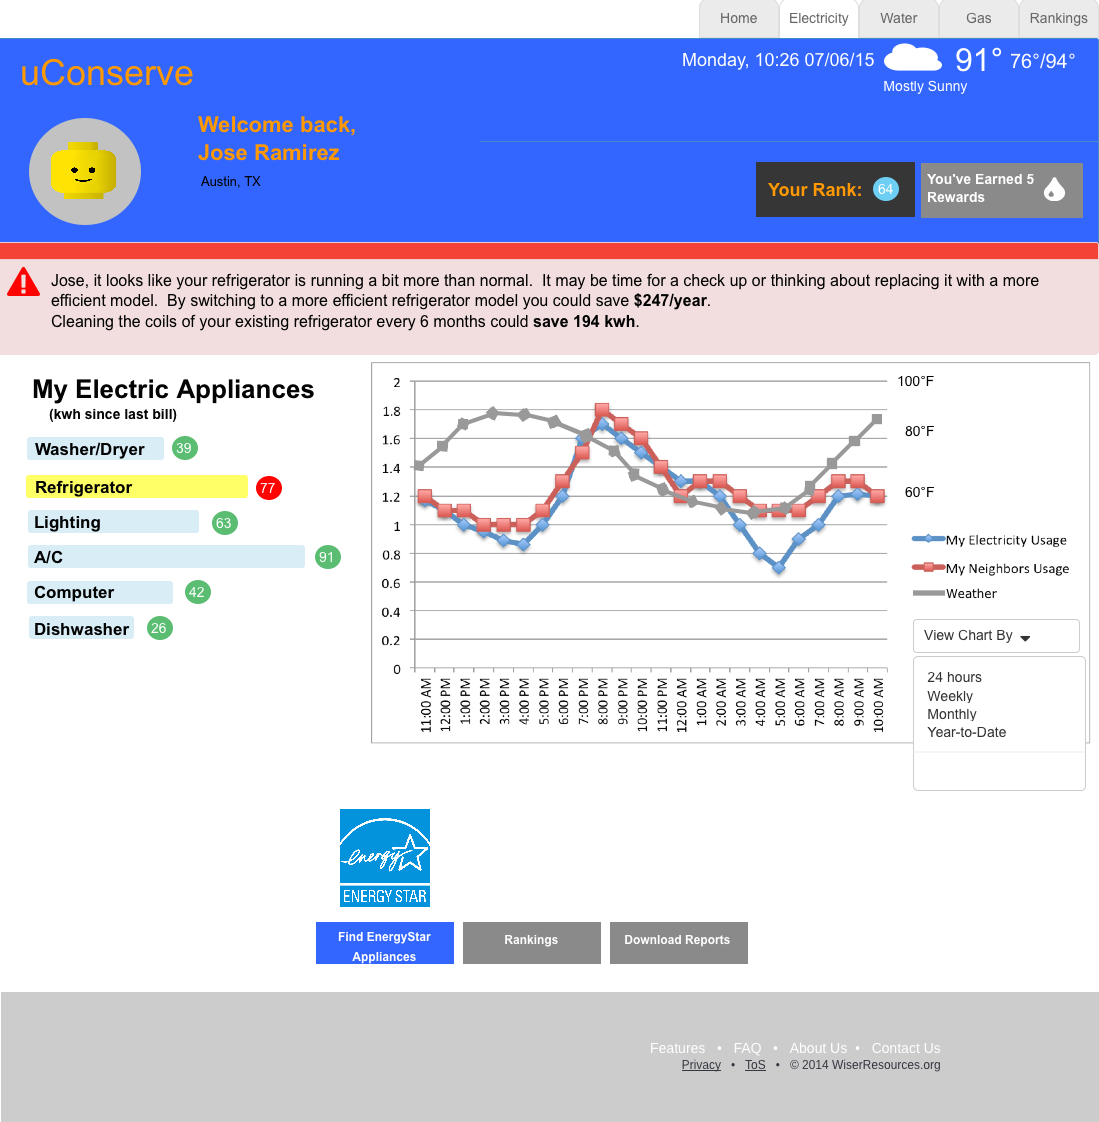 Home Electricity Water Gas Rankings
uConserve
Monday, 10:26 07/06/15 91° 76°/94°
Mostly Sunny
Welcome back,
Jose Ramirez
Austin, TX
Your Rank: 64
You've Earned 5
Rewards
Jose, it looks like your refrigerator is running a bit more than normal.  It may be time for a check up or thinking about replacing it with a more
efficient model.  By switching to a more efficient refrigerator model you could save $247/year.
Cleaning the coils of your existing refrigerator every 6 months could save 194 kwh.
My Electric Appliances
(kwh since last bill)
Washer/Dryer 39
Refrigerator 77
Lighting 63
A/C 91
Computer 42
Dishwasher 26
2
1.8
1.6
1.4
1.2
1
0.8
0.6
0.4
0.2
0
11:00 AM
12:00 PM
1:00 PM
2:00 PM
3:00 PM
4:00 PM
5:00 PM
6:00 PM
7:00 PM
8:00 PM
9:00 PM
10:00 PM
11:00 PM
12:00 AM
1:00 AM
2:00 AM
3:00 AM
4:00 AM
5:00 AM
6:00 AM
7:00 AM
8:00 AM
9:00 AM
10:00 AM
100°F
80°F
60°F
My Electricity Usage
My Neighbors Usage
Weather
View Chart By
24 hours
Weekly
Monthly
Year-to-Date
energy
ENERGY STAR
Find EnergyStar
Appliances
Rankings
Download Reports
Features • FAQ • About Us • Contact Us
Privacy • ToS • © 2014 WiserResources.org